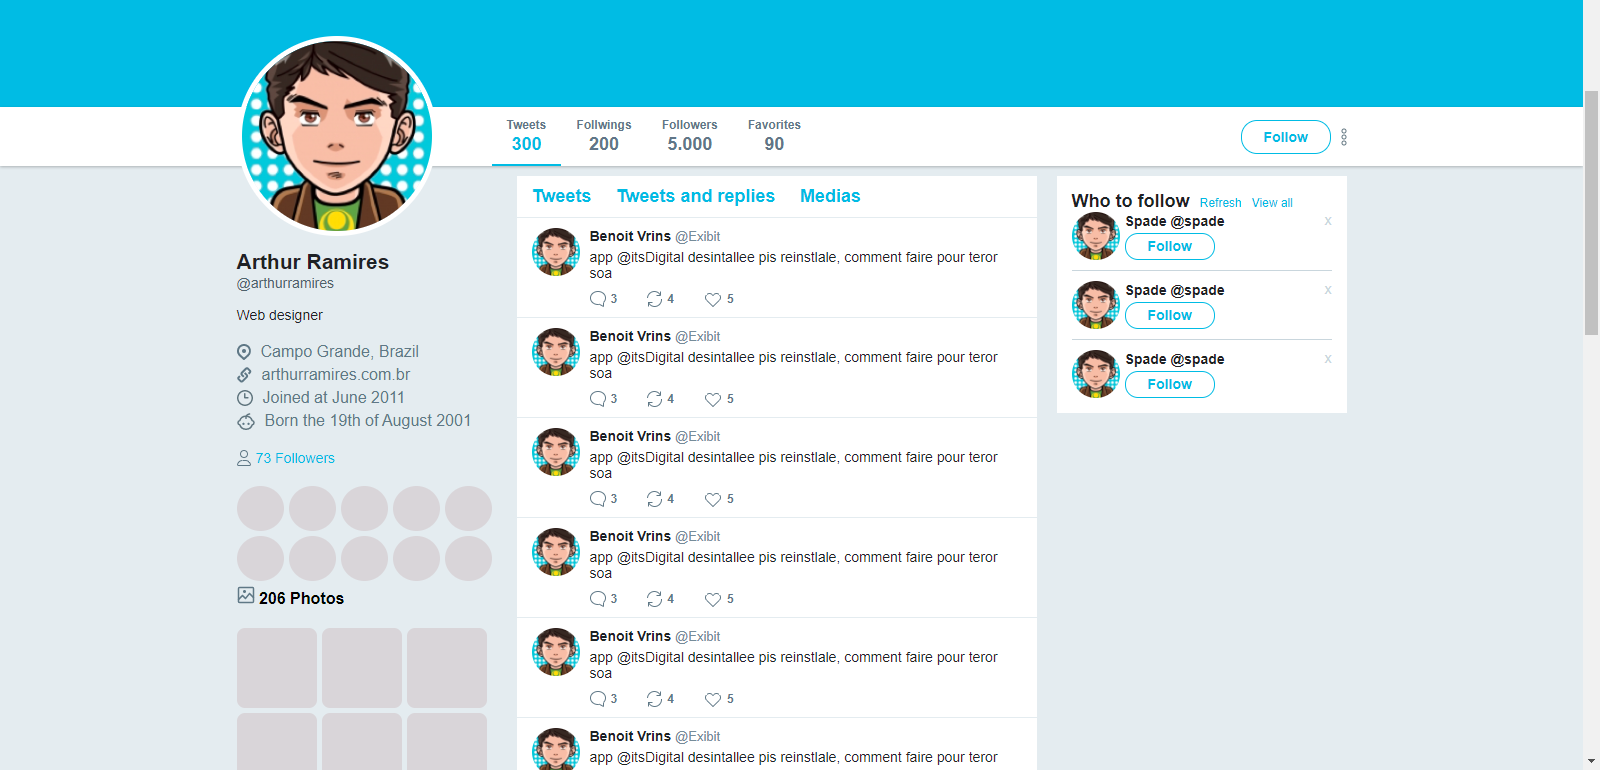 Tweets Follwings Followers Favorites
300 200 5.000 90
Follow
Arthur Ramires
@arthurramires
Web designer
Campo Grande, Brazil
arthurramires.com.br
Joined at June 2011
Born the 19th of August 2001
73 Followers
206 Photos
Tweets Tweets and replies Medias
Benoit Vrins @Exibit
app @itsDigital desintallee pis reinstlale, comment faire pour teror
soa
3 4 5
Benoit Vrins @Exibit
app @itsDigital desintallee pis reinstlale, comment faire pour teror
soa
3 4 5
Benoit Vrins @Exibit
app @itsDigital desintallee pis reinstlale, comment faire pour teror
soa
3 4 5
Benoit Vrins @Exibit
app @itsDigital desintallee pis reinstlale, comment faire pour teror
soa
3 4 5
Benoit Vrins @Exibit
app @itsDigital desintallee pis reinstlale, comment faire pour teror
soa
3 4 5
Benoit Vrins @Exibit
app @itsDigital desintallee pis reinstlale, comment faire pour teror
Who to follow Refresh View all
Spade @spade x
Follow
Spade @spade x
Follow
Spade @spade x
Follow